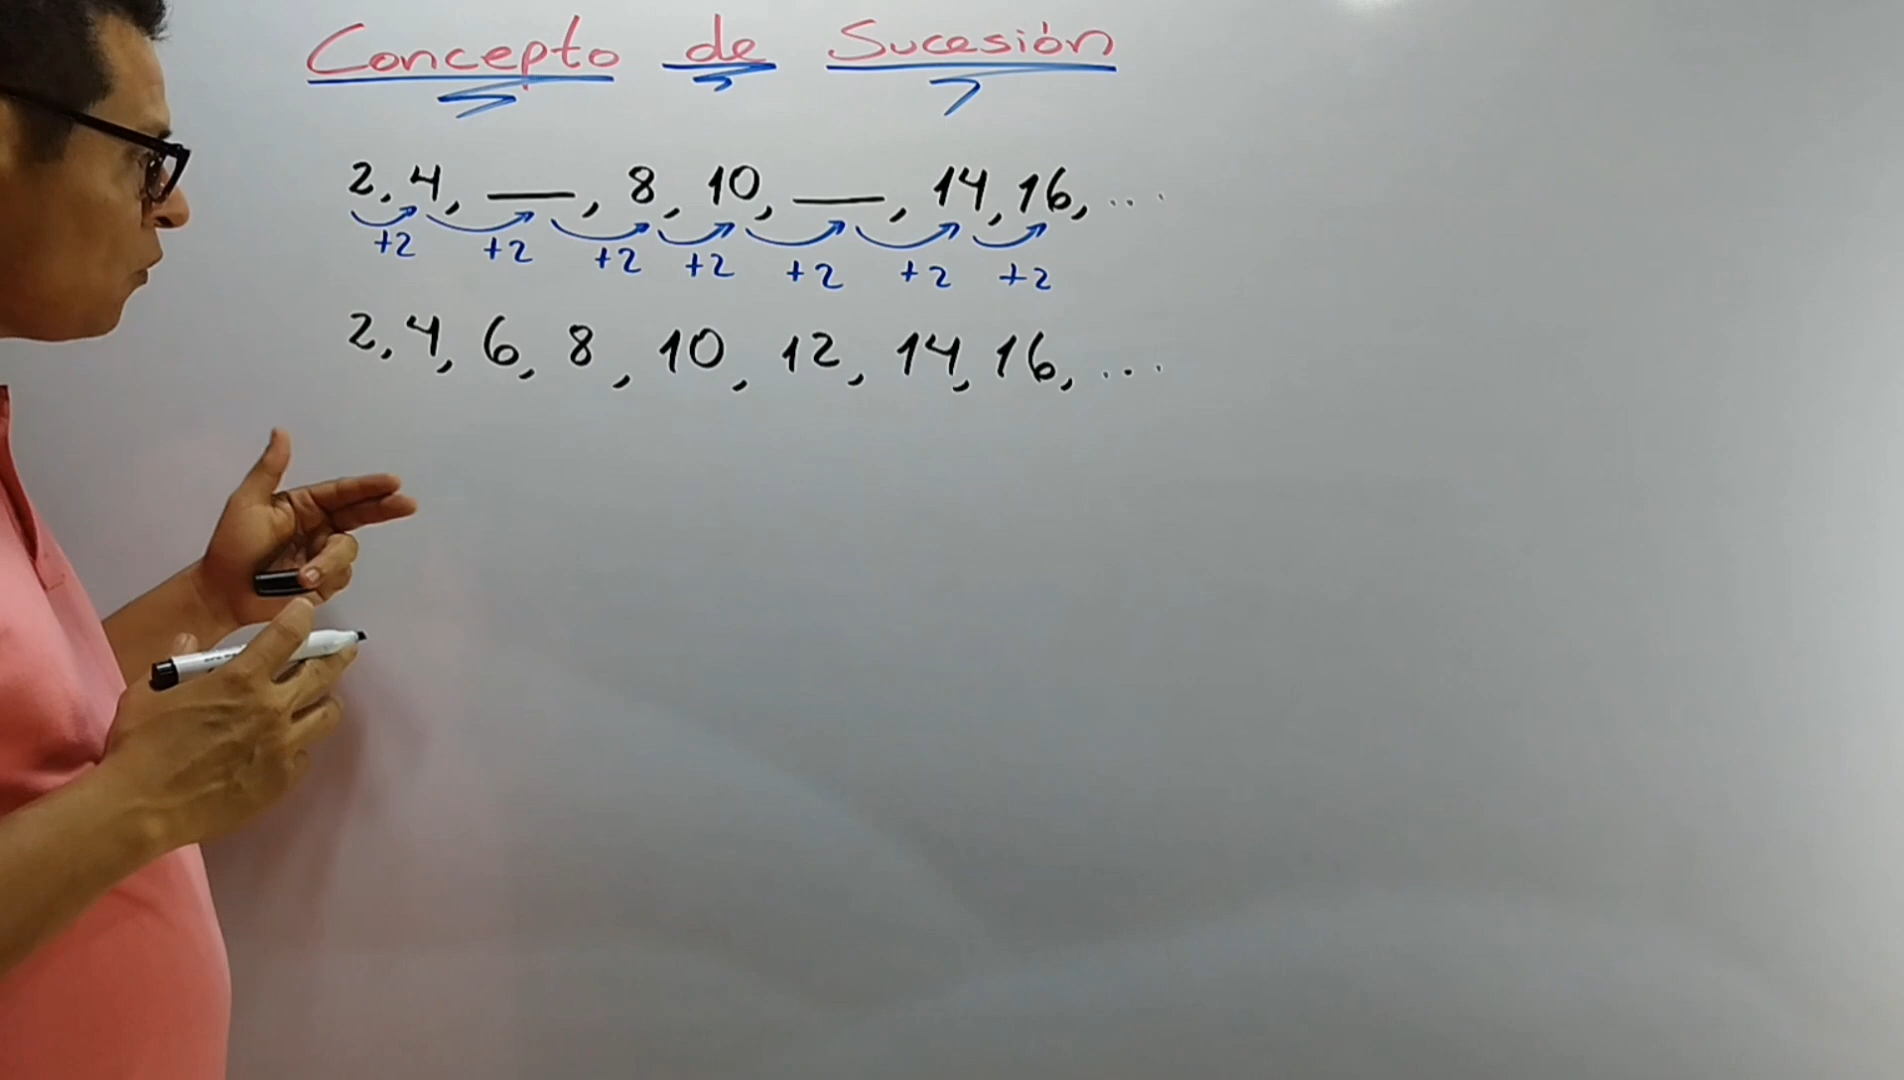 Concepto de Sucesión
2, 4, ___, 8, 10, ___, 14, 16, ...
+2 +2 +2 +2 +2 +2 +2
2, 4, 6, 8, 10, 12, 14, 16, ...